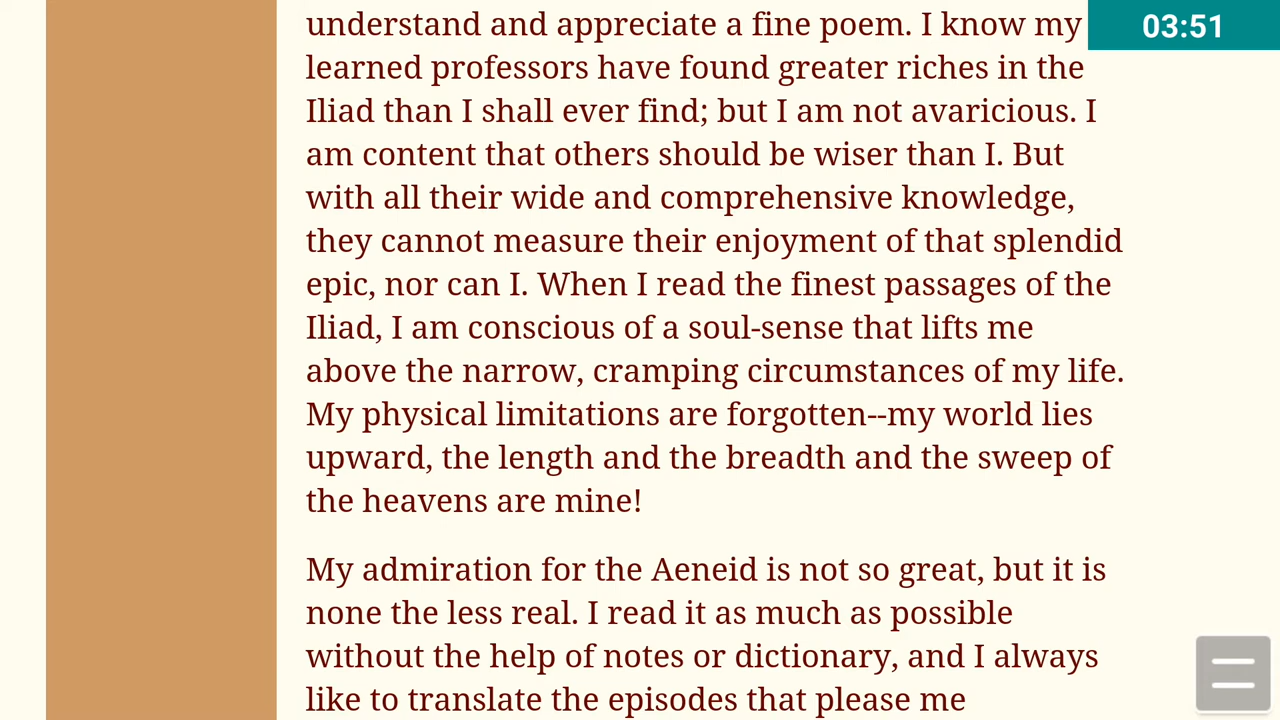 understand and appreciate a fine poem. I know my
03:51
learned professors have found greater riches in the
Iliad than I shall ever find; but I am not avaricious. I
am content that others should be wiser than I. But
with all their wide and comprehensive knowledge,
they cannot measure their enjoyment of that splendid
epic, nor can I. When I read the finest passages of the
Iliad, I am conscious of a soul-sense that lifts me
above the narrow, cramping circumstances of my life.
My physical limitations are forgotten--my world lies
upward, the length and the breadth and the sweep of
the heavens are mine!
My admiration for the Aeneid is not so great, but it is
none the less real. I read it as much as possible
without the help of notes or dictionary, and I always
like to translate the episodes that please me